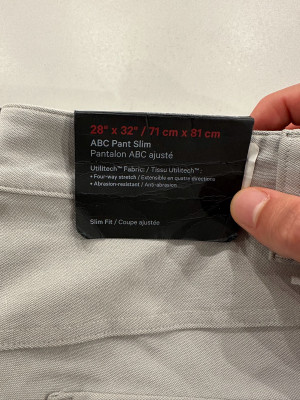 28" x 32" / 71 cm x 81 cm
ABC Pant Slim
Pantalon ABC ajusté
Utilitech™ Fabric / Tissu Utilitech™ :
• Four-way stretch / Extensible en quatre directions
• Abrasion-resistant / Anti-abrasion
Slim Fit / Coupe ajustée